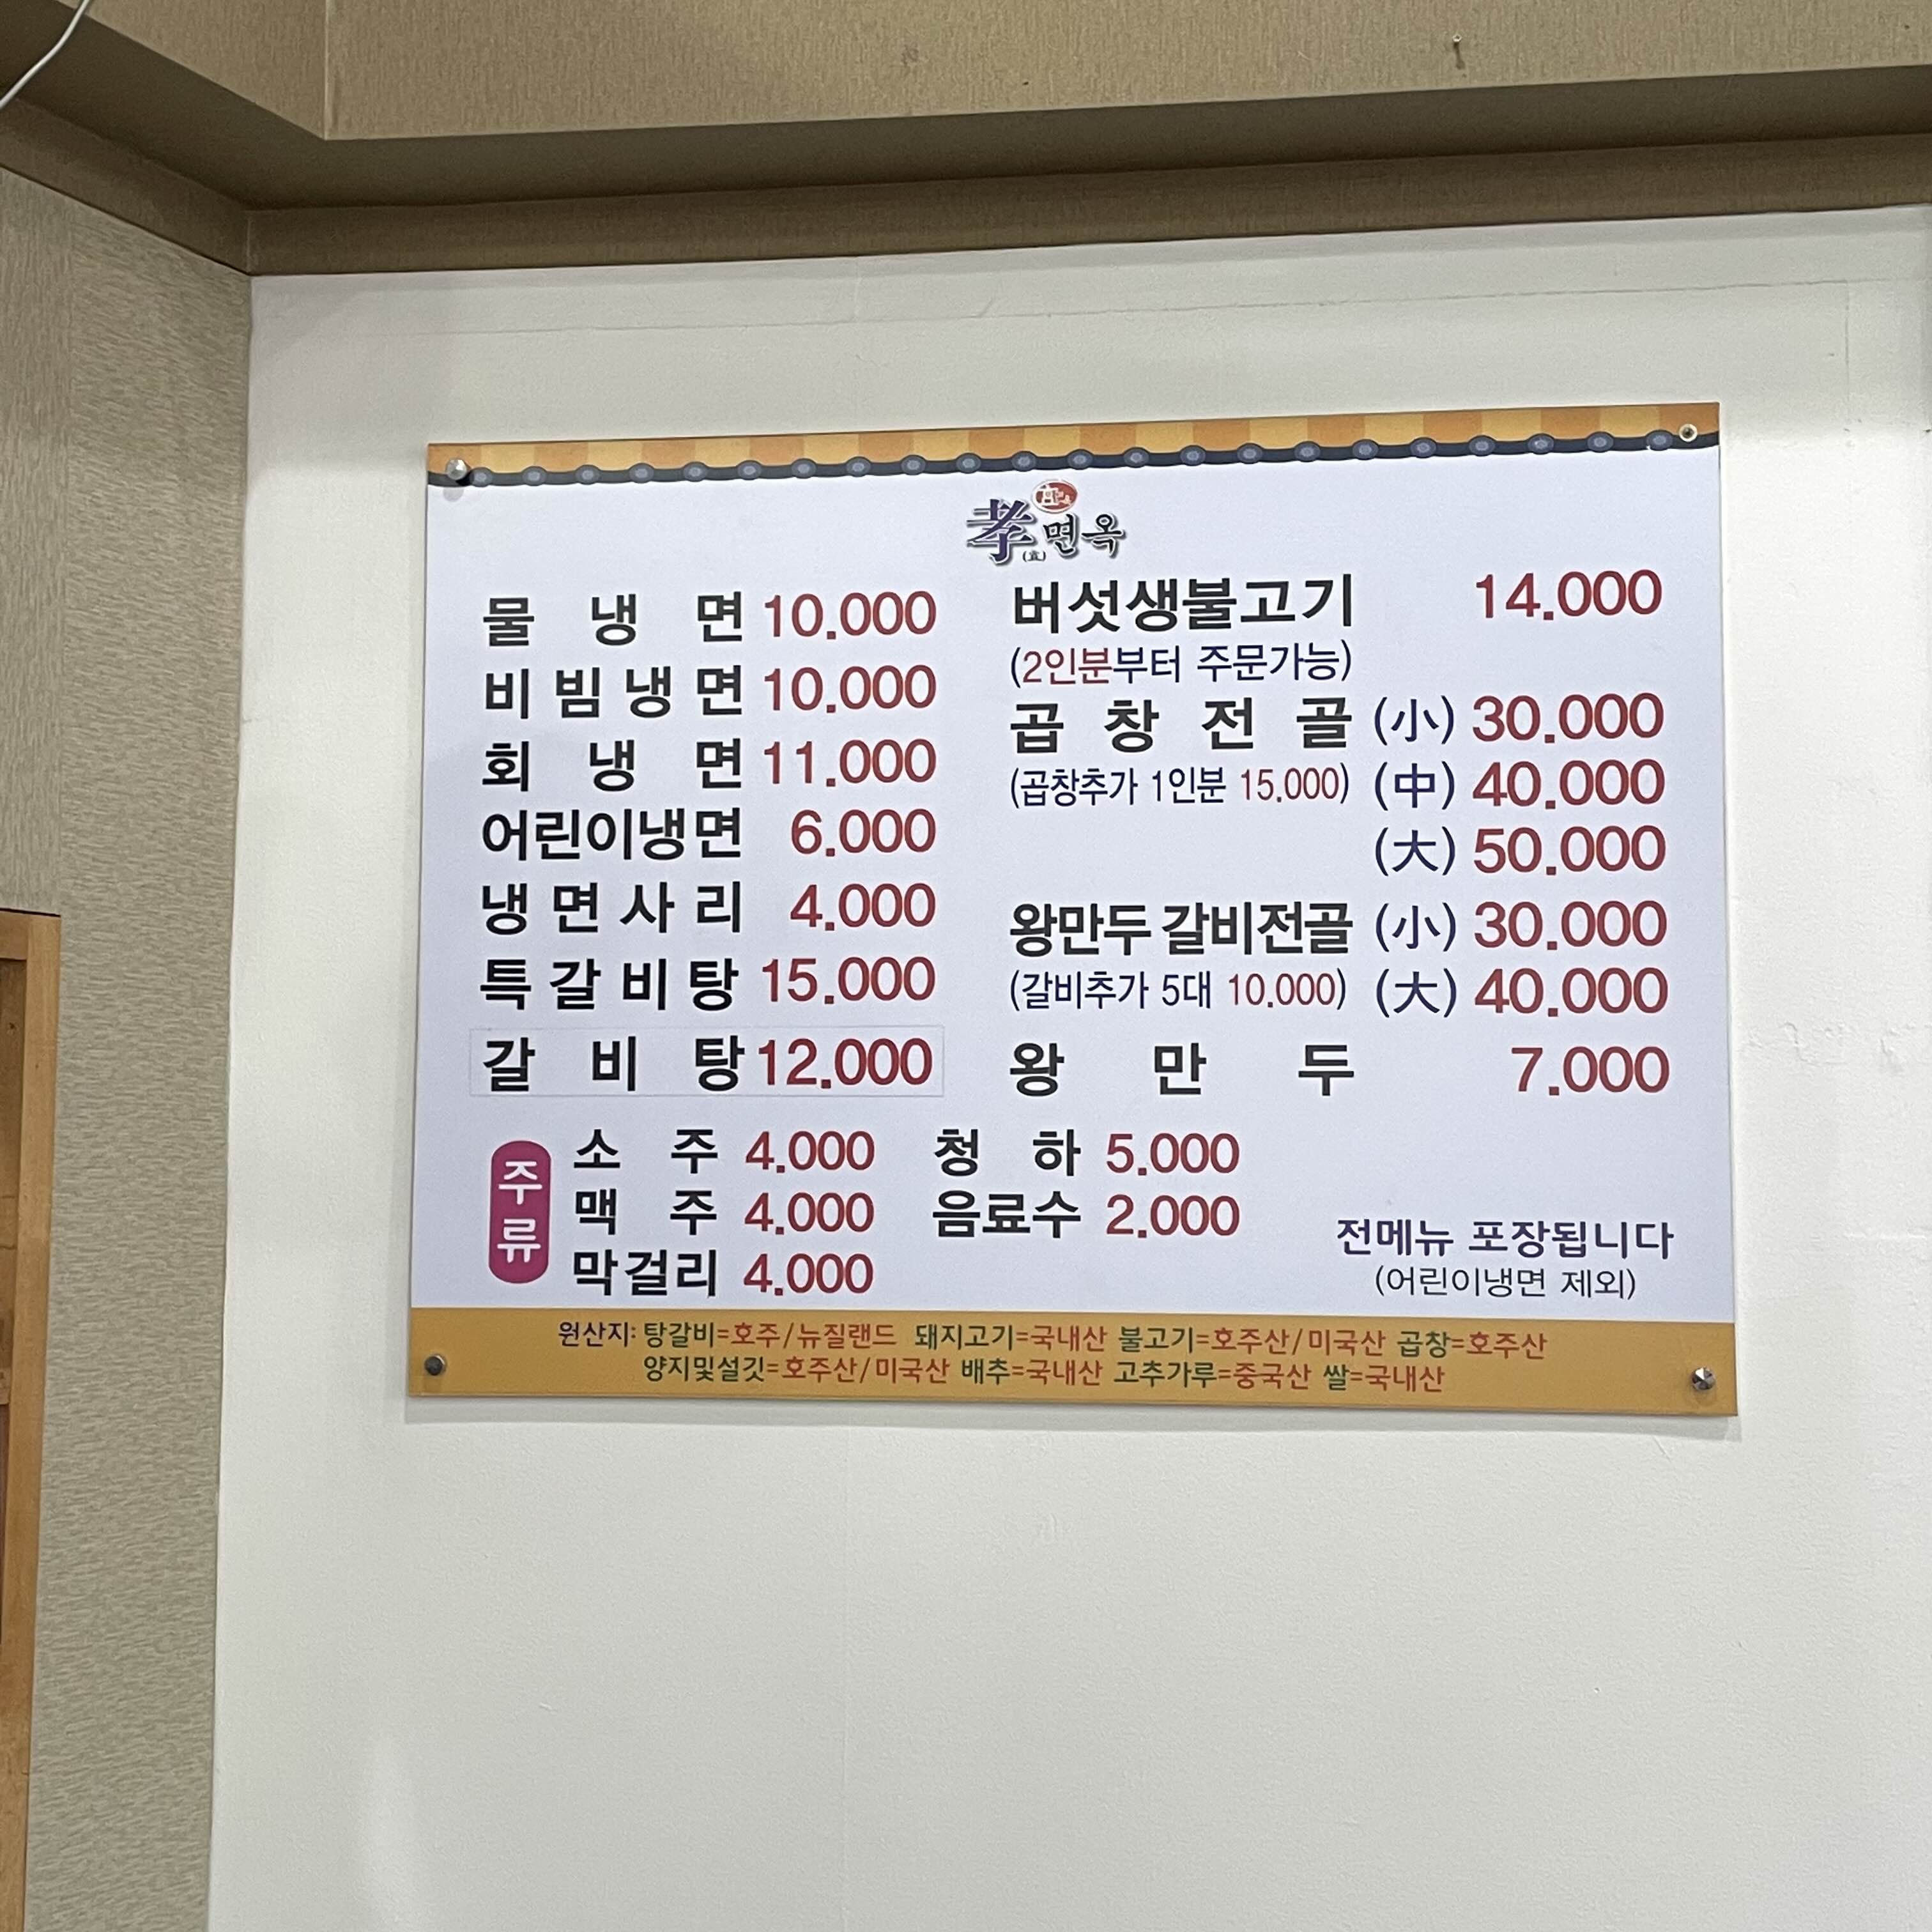 孝면옥
물 냉 면 10.000
비 빔 냉 면 10.000
회 냉 면 11.000
어린이냉면 6.000
냉 면 사 리 4.000
특 갈 비 탕 15.000
갈 비 탕 12.000
버섯생불고기 14.000
(2인분부터 주문가능)
곱 창 전 골 (小) 30.000
(곱창추가 1인분 15.000) (中) 40.000
(大) 50.000
왕만두 갈비전골 (小) 30.000
(갈비추가 5대 10.000) (大) 40.000
왕 만 두 7.000
주류
소 주 4.000 청 하 5.000
맥 주 4.000 음료수 2.000
막걸리 4.000
전메뉴 포장됩니다
(어린이냉면 제외)
원산지: 탕갈비=호주/뉴질랜드 돼지고기=국내산 불고기=호주산/미국산 곱창=호주산
양지및설깃=호주산/미국산 배추=국내산 고추가루=중국산 쌀=국내산